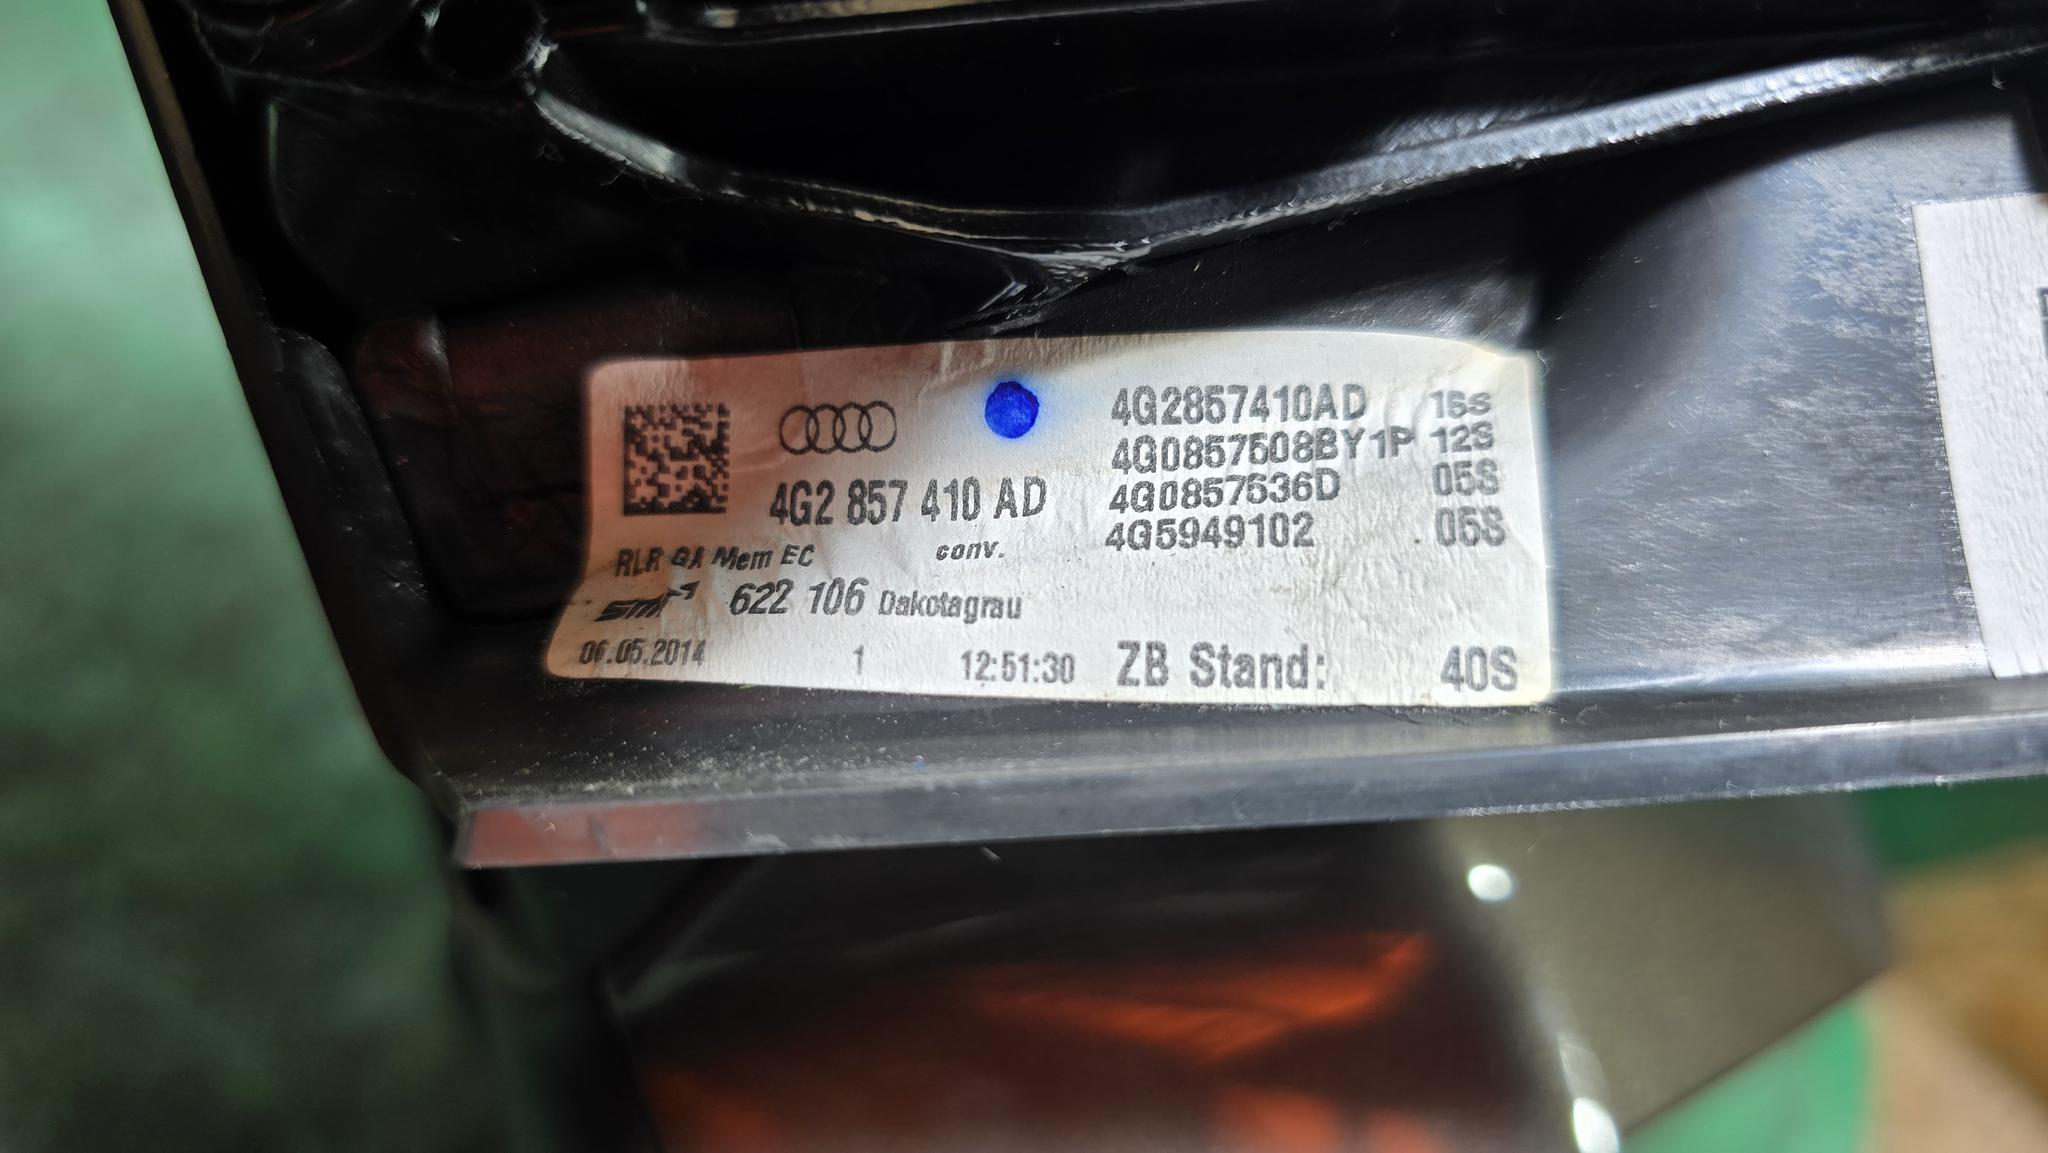 4G2 857 410 AD
RLR GA Mem EC conv.
smr 622 106 Dakotagrau
06.05.2014 1 12:51:30
4G2857410AD 16S
4G0857508BY1P 12S
4G0857536D 05S
4G5949102 05S
ZB Stand: 40S